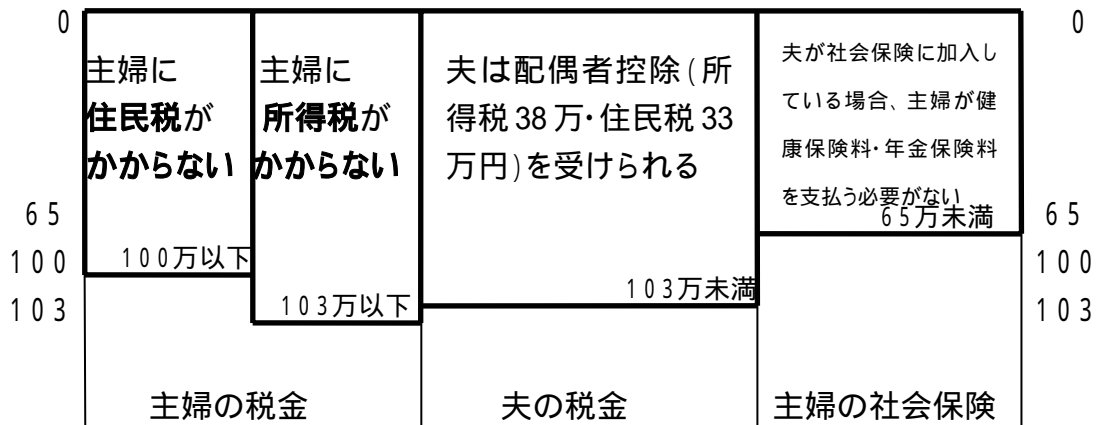 0
0
主婦に
住民税が
かからない
主婦に
所得税が
かからない
夫は配偶者控除(所
得税38万・住民税33
万円)を受けられる
夫が社会保険に加入し
ている場合、主婦が健
康保険料・年金保険料
を支払う必要がない
65万未満
65
65
100
100万以下
100
103
103万以下
103万未満
103
主婦の税金
夫の税金
主婦の社会保険